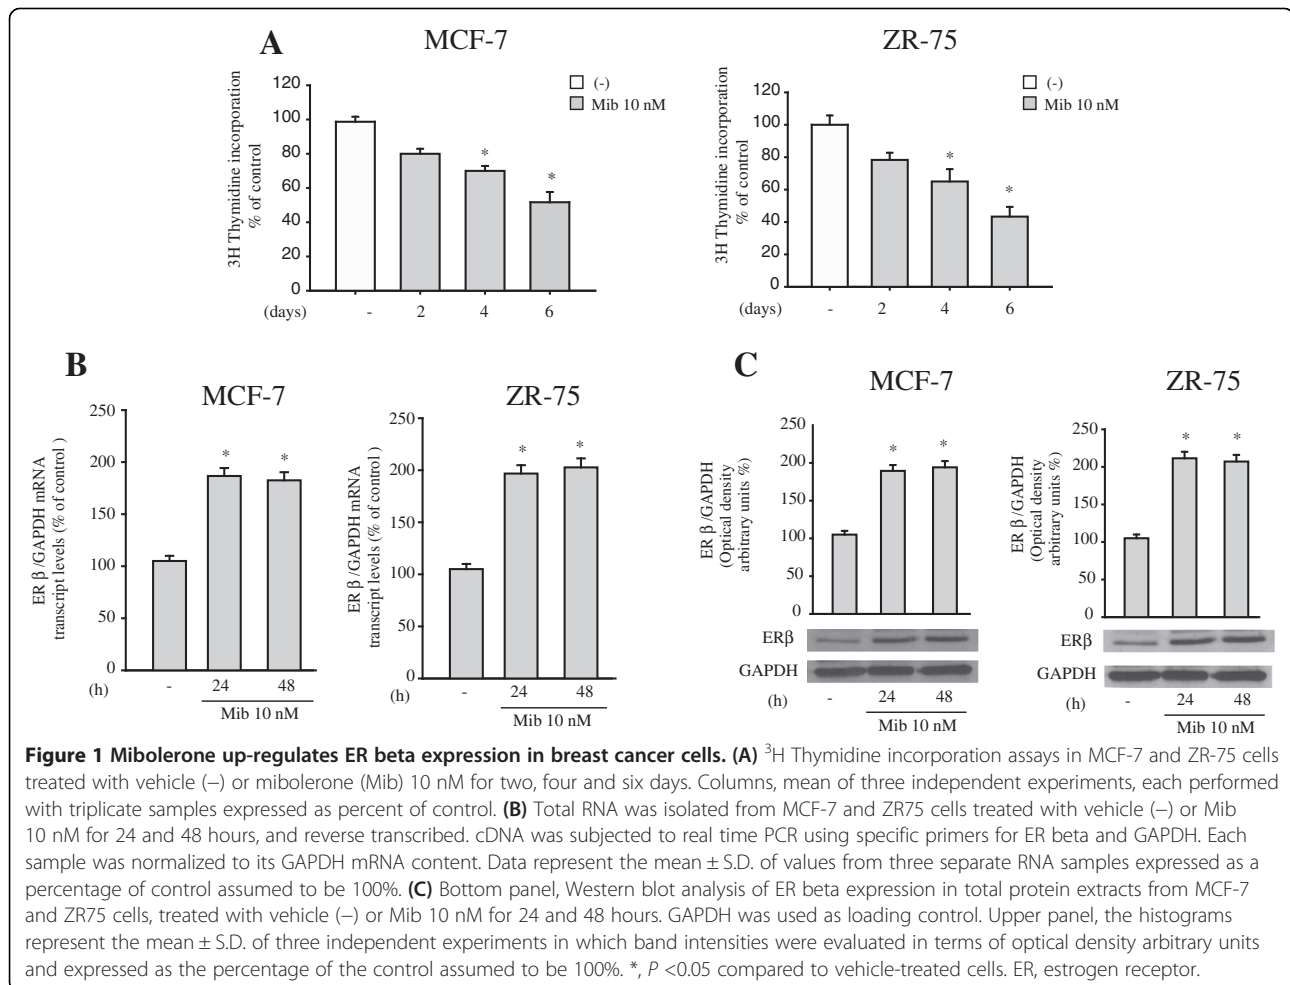 A
MCF-7
(-)
Mib 10 nM
3H Thymidine incorporation
% of control
120
100
80
60
40
20
0
(days)
-
2
4
6
*
*
ZR-75
(-)
Mib 10 nM
3H Thymidine incorporation
% of control
120
100
80
60
40
20
0
(days)
-
2
4
6
*
*
B
MCF-7
ER β /GAPDH mRNA
transcript levels (% of control )
250
200
150
100
50
0
*
*
(h)
-
24
48
Mib 10 nM
ZR-75
ER β /GAPDH mRNA
transcript levels (% of control )
250
200
150
100
50
0
*
*
-
24
48
Mib 10 nM
C
MCF-7
ER β /GAPDH
(Optical density
arbitrary units %)
250
200
150
100
50
0
*
*
ERβ
GAPDH
(h)
-
24
48
Mib 10 nM
ZR-75
ER β /GAPDH
(Optical density
arbitrary units %)
250
200
150
100
50
0
*
*
ERβ
GAPDH
(h)
-
24
48
Mib 10 nM
Figure 1 Mibolerone up-regulates ER beta expression in breast cancer cells. (A) ³H Thymidine incorporation assays in MCF-7 and ZR-75 cells
treated with vehicle (−) or mibolerone (Mib) 10 nM for two, four and six days. Columns, mean of three independent experiments, each performed
with triplicate samples expressed as percent of control. (B) Total RNA was isolated from MCF-7 and ZR75 cells treated with vehicle (−) or Mib
10 nM for 24 and 48 hours, and reverse transcribed. cDNA was subjected to real time PCR using specific primers for ER beta and GAPDH. Each
sample was normalized to its GAPDH mRNA content. Data represent the mean ± S.D. of values from three separate RNA samples expressed as a
percentage of control assumed to be 100%. (C) Bottom panel, Western blot analysis of ER beta expression in total protein extracts from MCF-7
and ZR75 cells, treated with vehicle (−) or Mib 10 nM for 24 and 48 hours. GAPDH was used as loading control. Upper panel, the histograms
represent the mean ± S.D. of three independent experiments in which band intensities were evaluated in terms of optical density arbitrary units
and expressed as the percentage of the control assumed to be 100%. *, P <0.05 compared to vehicle-treated cells. ER, estrogen receptor.